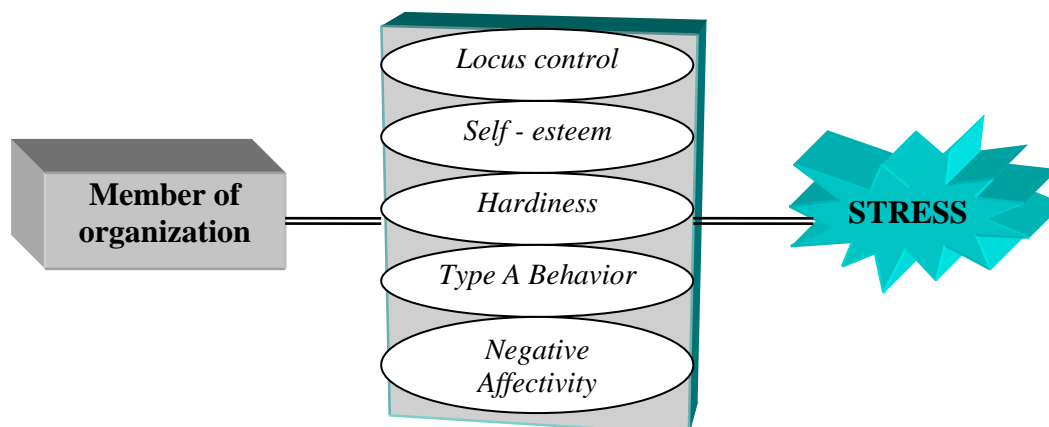 Locus control
Self - esteem
Member of
organization
Hardiness
STRESS
Type A Behavior
Negative
Affectivity